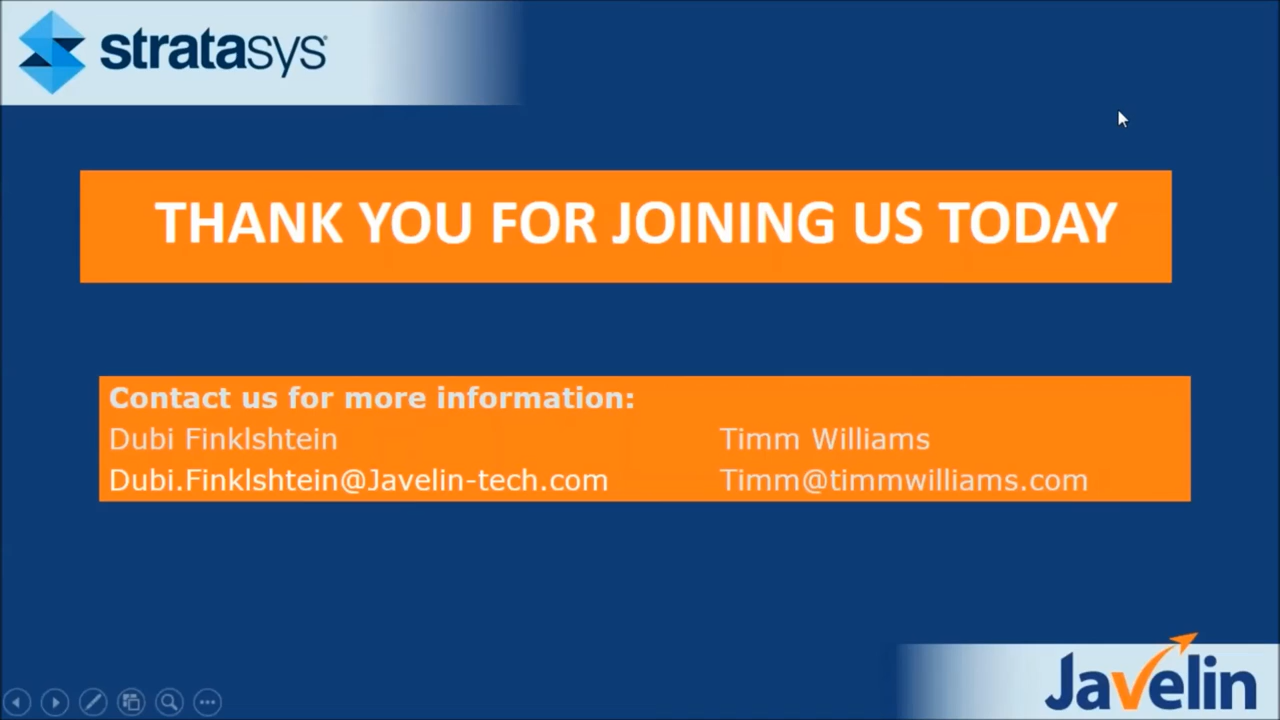 stratasys
THANK YOU FOR JOINING US TODAY
Contact us for more information:
Dubi Finklshtein
Dubi.Finklshtein@Javelin-tech.com
Timm Williams
Timm@timmwilliams.com
Javelin